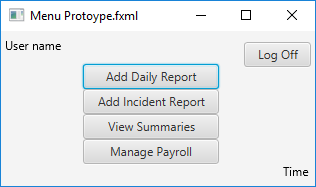 Menu Protoype.fxml
User name
Log Off
Add Daily Report
Add Incident Report
View Summaries
Manage Payroll
Time